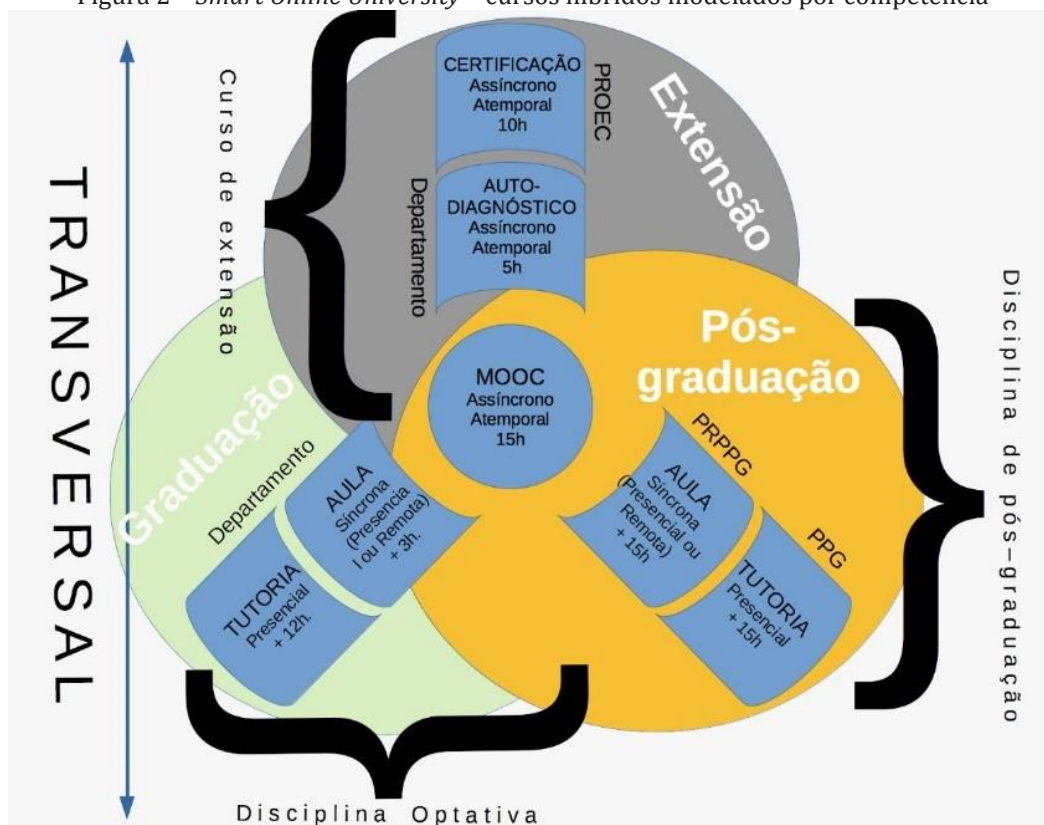 Figura 2 – Smart Online University – cursos híbridos modelados por competência
TRANSVERSAL
Curso de extensão
CERTIFICAÇÃO
Assíncrono
Atemporal
10h
PROEC
Extensão
Departamento
AUTO-
DIAGNÓSTICO
Assíncrono
Atemporal
5h
MOOC
Assíncrono
Atemporal
15h
Pós-
graduação
Graduação
Departamento
AULA
Síncrona
(Presencia
l ou Remota)
+ 3h.
TUTORIA
Presencial
+ 12h.
PRPPG
AULA
Síncrona
(Presencial ou
Remota)
+ 15h
PPG
TUTORIA
Presencial
+ 15h
Disciplina de pós-graduação
Disciplina Optativa